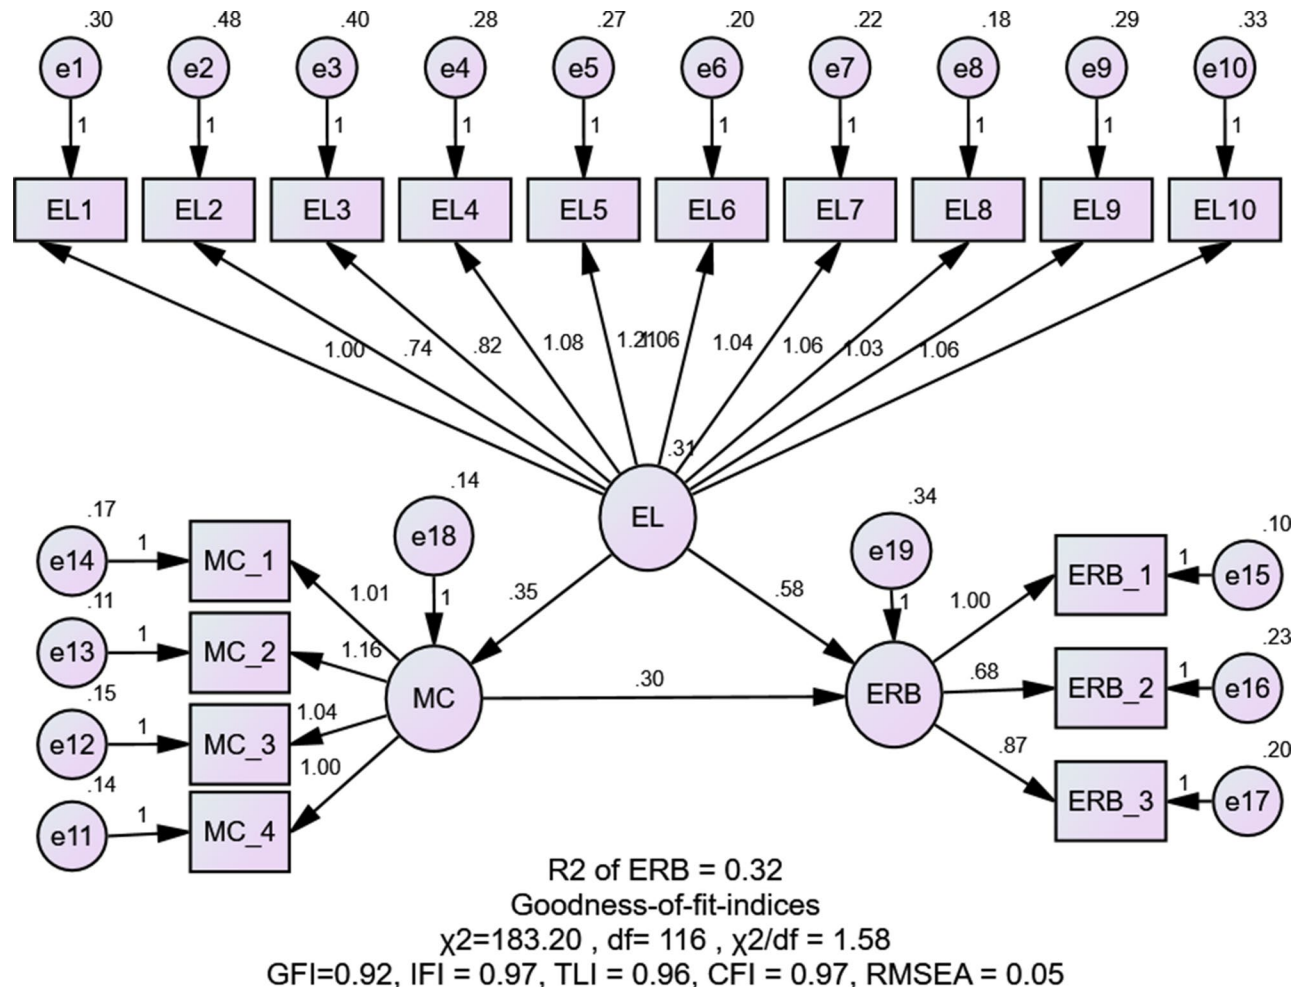 .30 .48 .40 .28 .27 .20 .22 .18 .29 .33
e1 e2 e3 e4 e5 e6 e7 e8 e9 e10
1 1 1 1 1 1 1 1 1 1
EL1 EL2 EL3 EL4 EL5 EL6 EL7 EL8 EL9 EL10
1.00 .74 .82 1.08 1.06 1.04 1.06 1.03 1.06
.31
EL
.14
e18
1
.34
e19
1
.35
.58
.17
e14
1
MC_1
1.01
.11
e13
1
MC_2
1.16
.15
e12
1
MC_3
1.04
.14
e11
1
MC_4
1.00
MC
.30
ERB
1.00
ERB_1
1
e15
.10
.68
ERB_2
1
e16
.23
.87
ERB_3
1
e17
.20
R2 of ERB = 0.32
Goodness-of-fit-indices
χ2=183.20 , df= 116 , χ2/df = 1.58
GFI=0.92, IFI = 0.97, TLI = 0.96, CFI = 0.97, RMSEA = 0.05